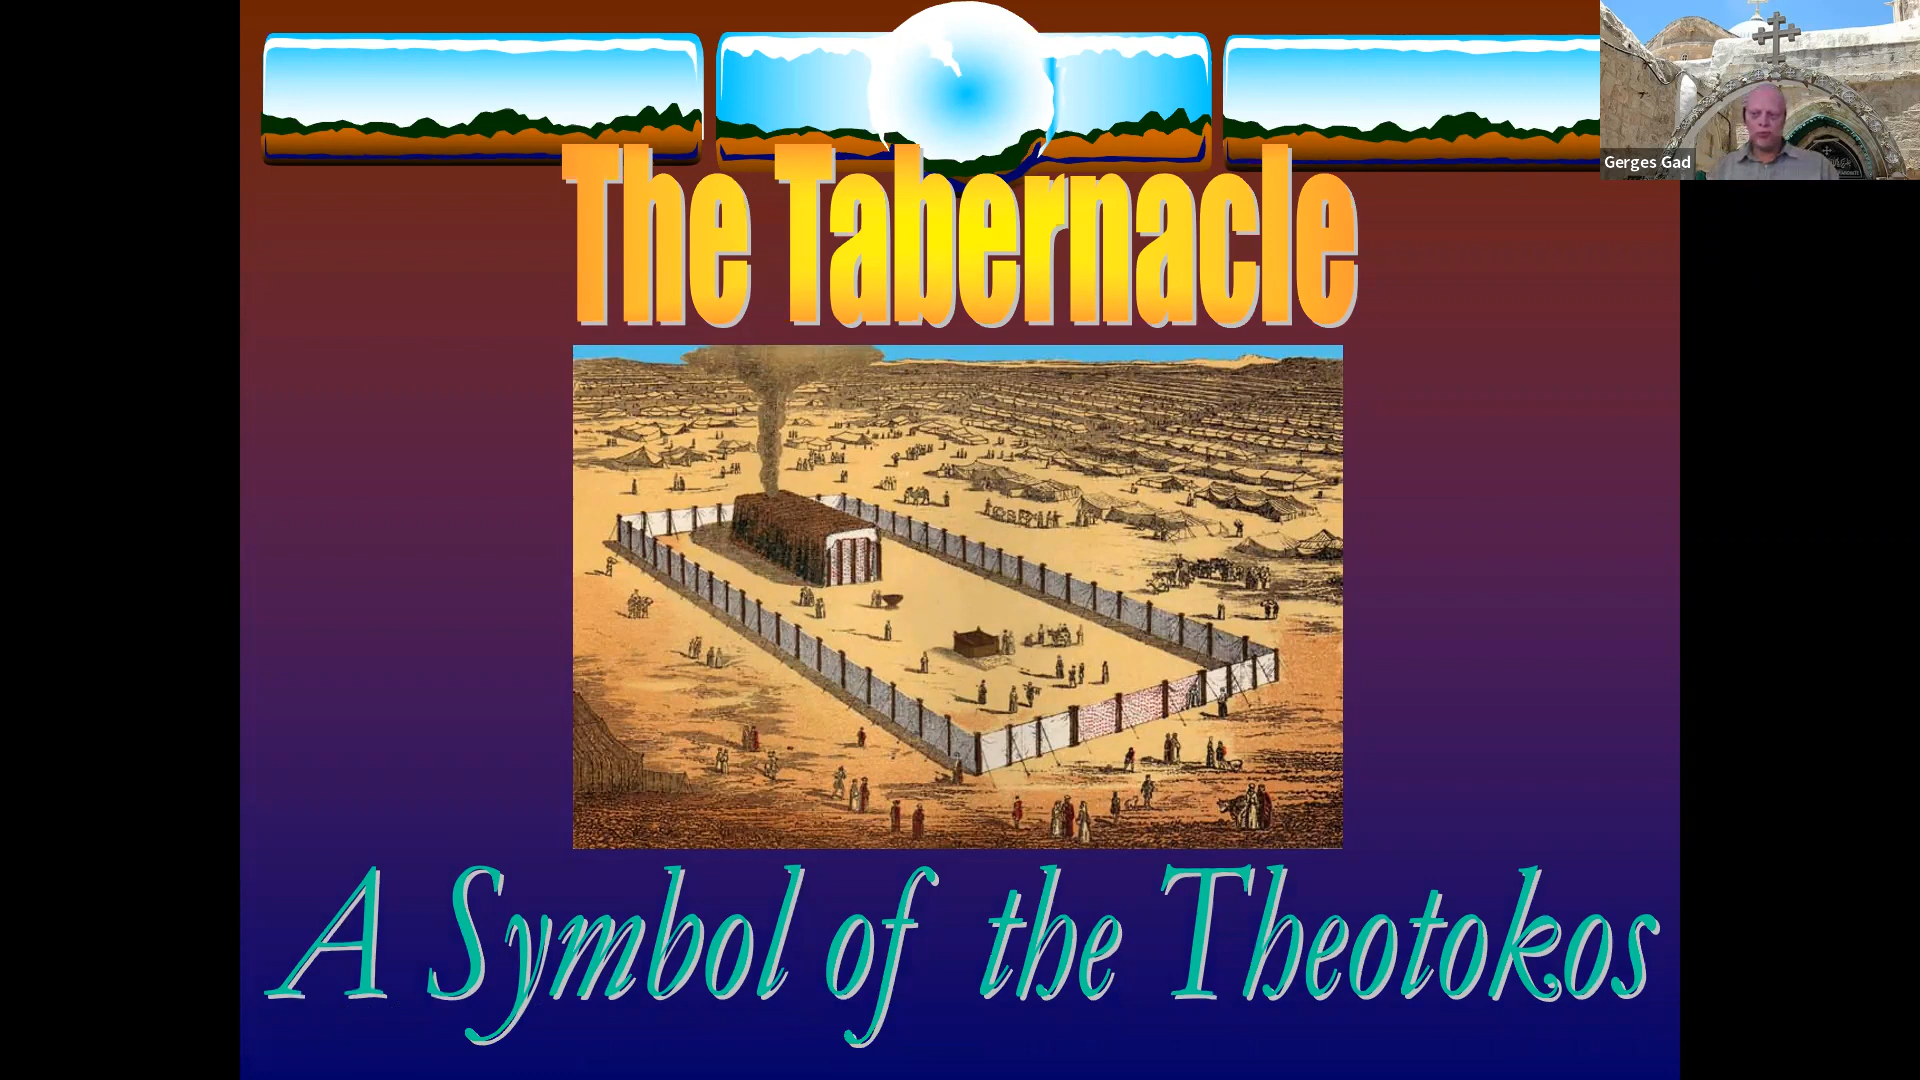 Gerges Gad
The Tabernacle
A Symbol of the Theotokos